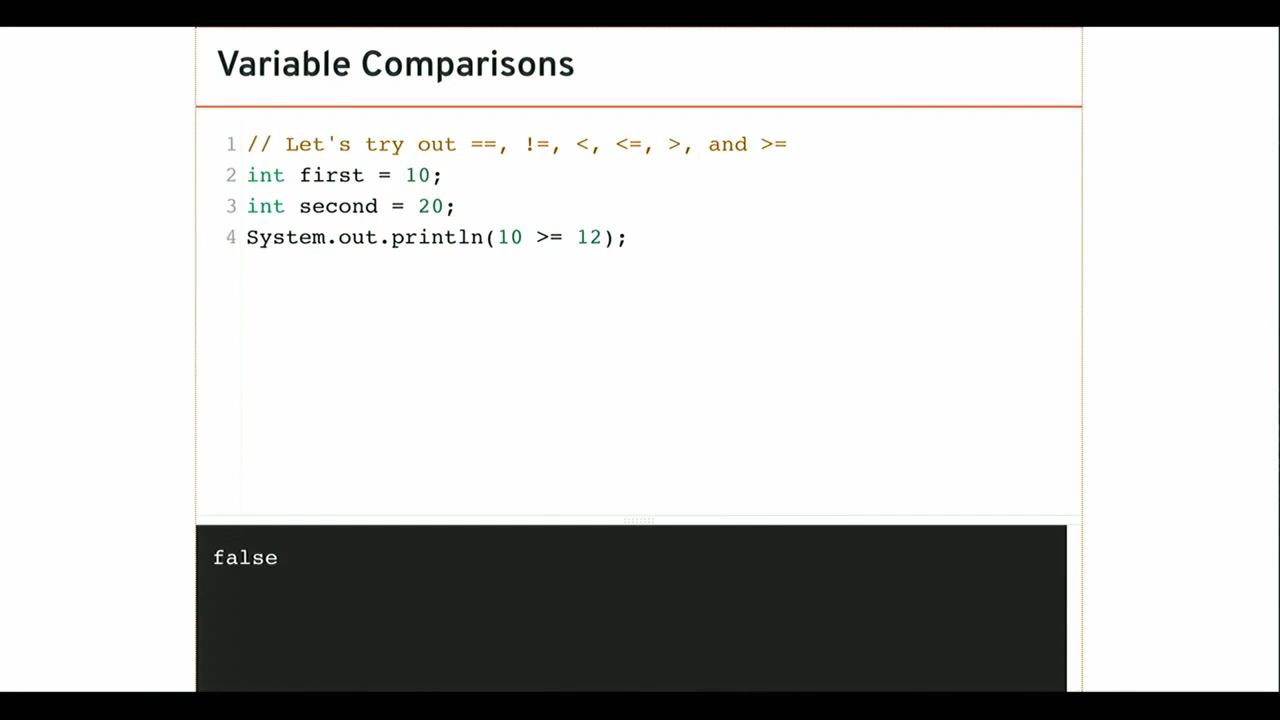 Variable Comparisons
1 // Let's try out ==, !=, <, <=, >, and >=
2 int first = 10;
3 int second = 20;
4 System.out.println(10 >= 12);
false